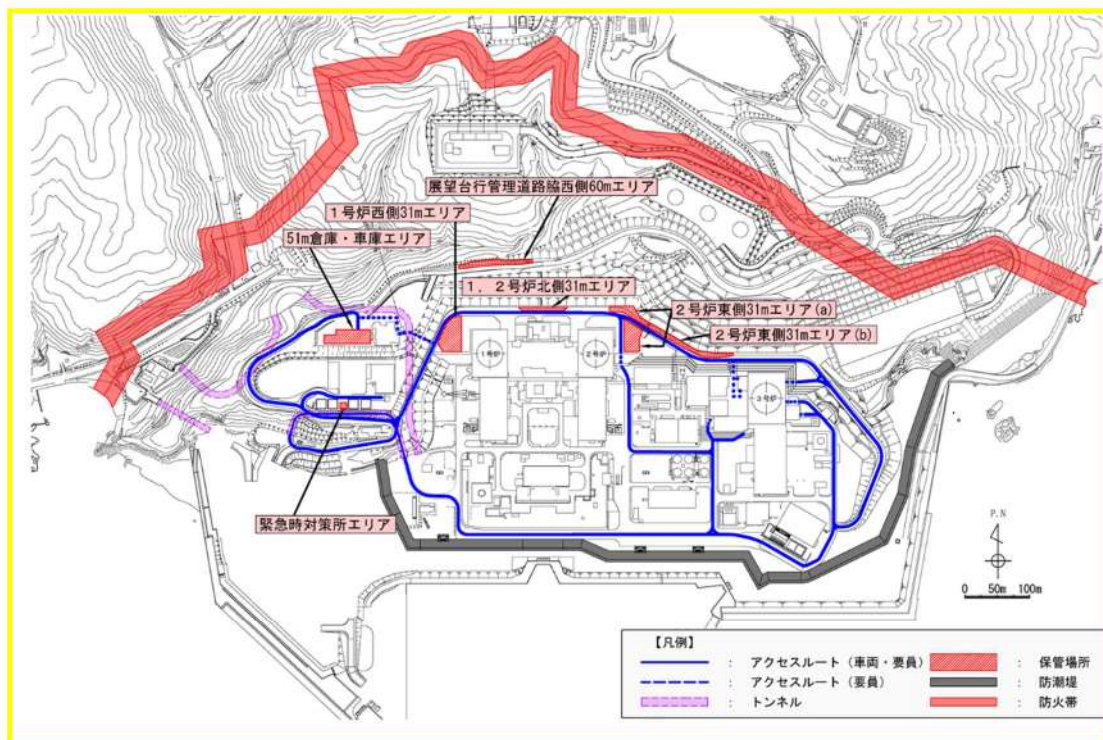 展望台行管理道路脇西側60mエリア
1号炉西側31mエリア
51m倉庫・車庫エリア
1，2号炉北側31mエリア
2号炉東側31mエリア(a)
2号炉東側31mエリア(b)
1号炉
2号炉
3号炉
緊急時対策所エリア
P.N
0 50m 100m
【凡例】
： アクセスルート（車両・要員）
： 保管場所
： アクセスルート（要員）
： 防潮堤
： トンネル
： 防火帯